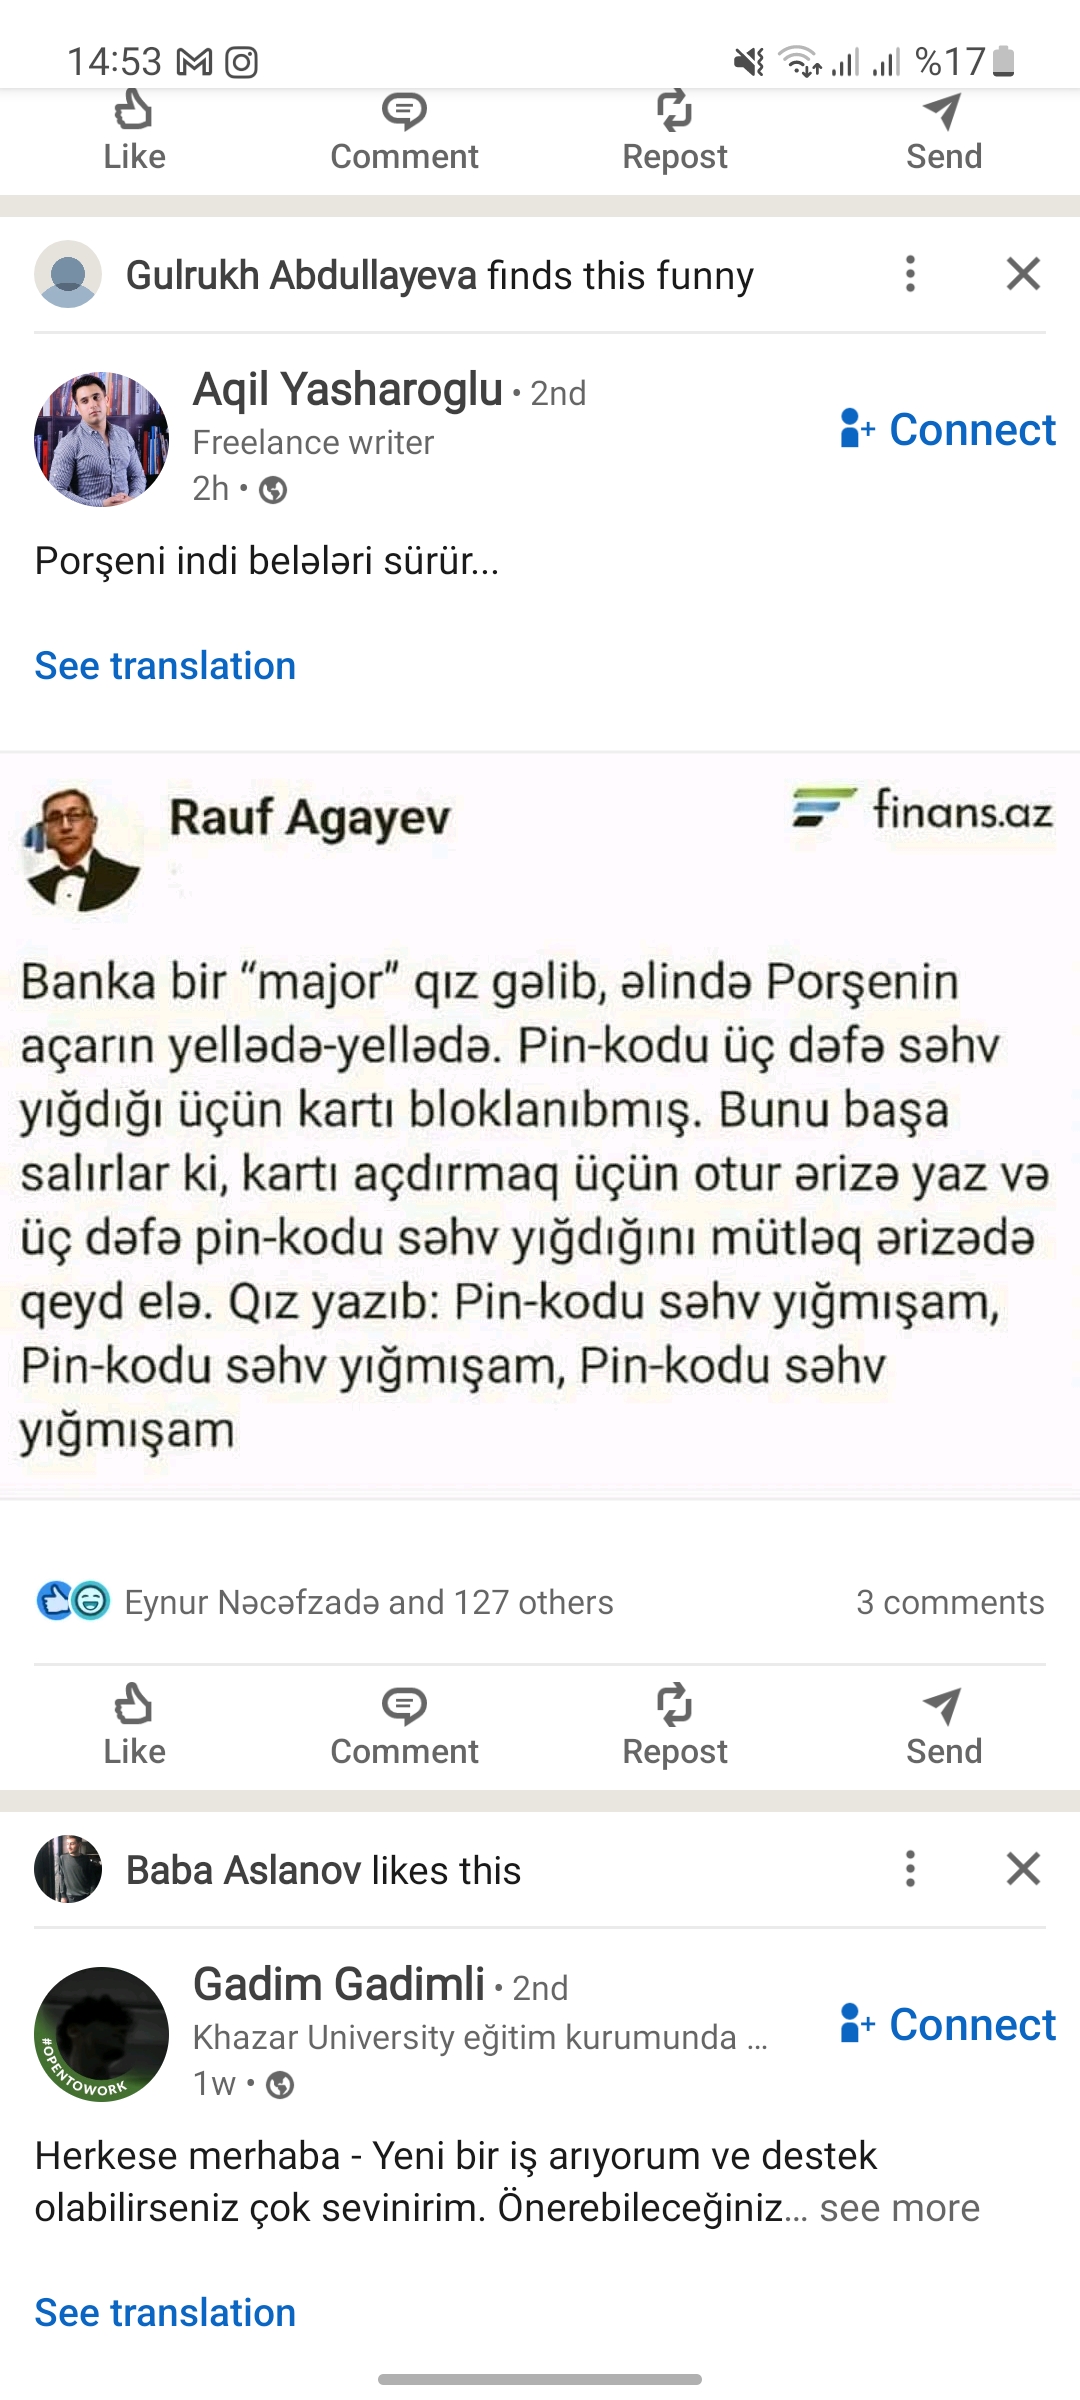 14:53 %17
Like Comment Repost Send
Gulrukh Abdullayeva finds this funny
Aqil Yasharoglu • 2nd
Freelance writer
Connect
2h •
Porşeni indi belələri sürür...
See translation
Rauf Agayev
finans.az
Banka bir “major” qız gəlib, əlində Porşenin
açarın yellədə-yellədə. Pin-kodu üç dəfə səhv
yığdığı üçün kartı bloklanıbmış. Bunu başa
salırlar ki, kartı açdırmaq üçün otur ərizə yaz və
üç dəfə pin-kodu səhv yığdığını mütləq ərizədə
qeyd elə. Qız yazıb: Pin-kodu səhv yığmışam,
Pin-kodu səhv yığmışam, Pin-kodu səhv
yığmışam
Eynur Nəcəfzadə and 127 others 3 comments
Like Comment Repost Send
Baba Aslanov likes this
Gadim Gadimli • 2nd
Khazar University eğitim kurumunda ...
Connect
1w •
#OPENTOWORK
Herkese merhaba - Yeni bir iş arıyorum ve destek
olabilirseniz çok sevinirim. Önerebileceğiniz... see more
See translation